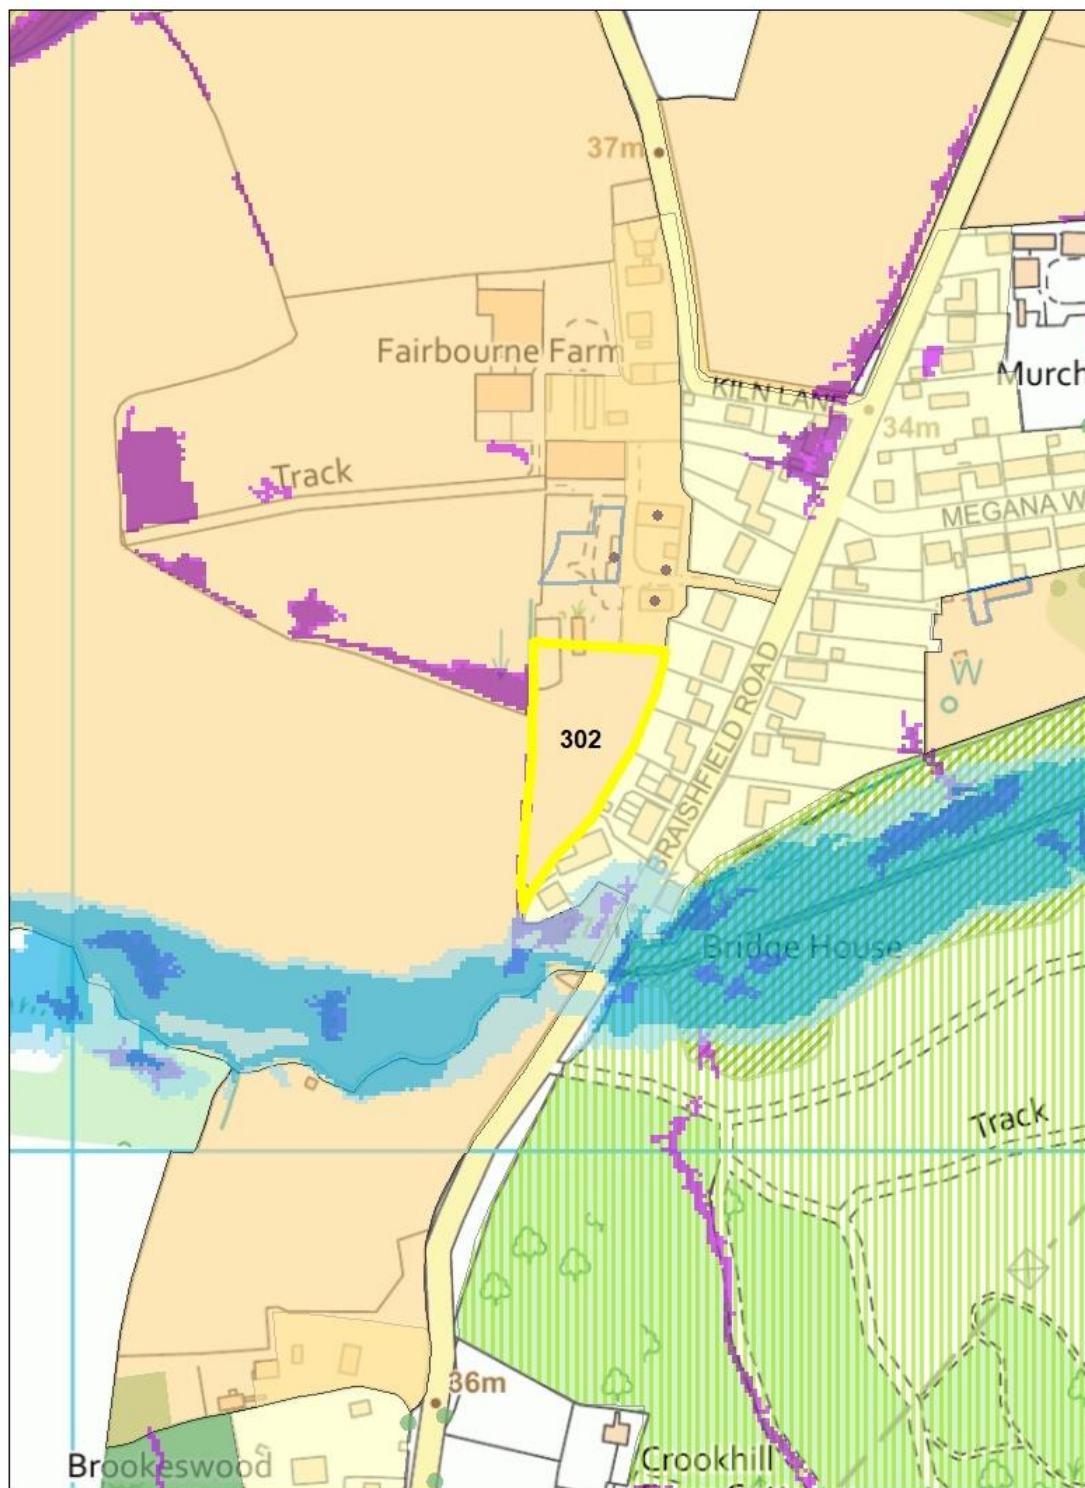 37m
Fairbourne Farm
KILN LANE
Murch
34m
Track
MEGANA W
W
302
BRAISHFIELD ROAD
Bridge House
Track
36m
Brookeswood
Crookhill